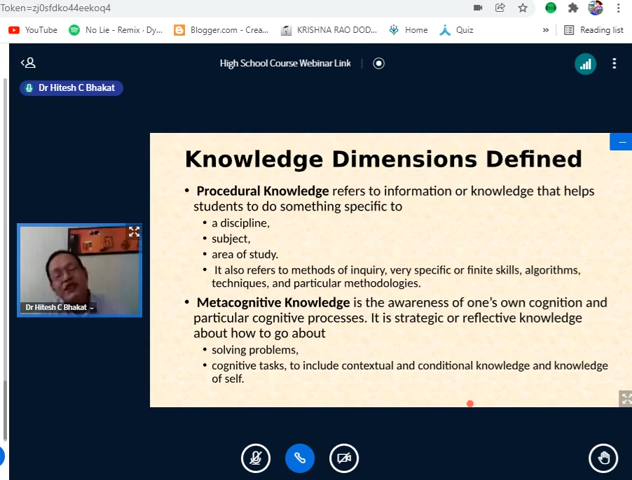 Token=zj0sfdko44eekoq4
YouTube
No Lie - Remix · Dy...
Blogger.com - Crea...
KRISHNA RAO DOD...
Home
Quiz
»
Reading list
High School Course Webinar Link
Dr Hitesh C Bhakat
Knowledge Dimensions Defined
• Procedural Knowledge refers to information or knowledge that helps
students to do something specific to
• a discipline,
• subject,
• area of study.
• It also refers to methods of inquiry, very specific or finite skills, algorithms,
techniques, and particular methodologies.
• Metacognitive Knowledge is the awareness of one’s own cognition and
particular cognitive processes. It is strategic or reflective knowledge
about how to go about
• solving problems,
• cognitive tasks, to include contextual and conditional knowledge and knowledge
of self.
Dr Hitesh C Bhakat